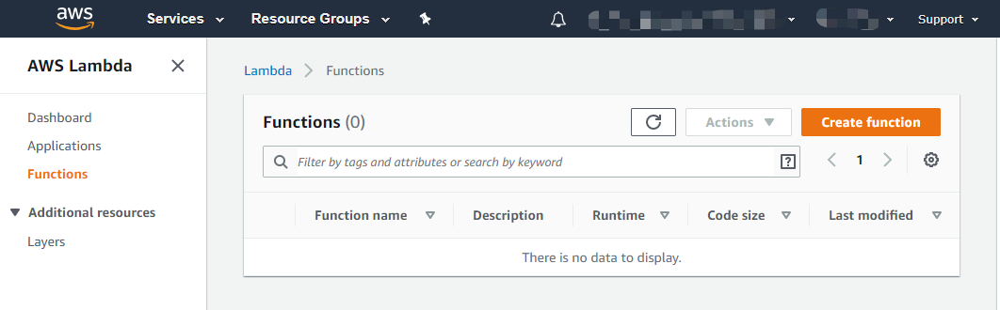 aws Services Resource Groups Support
AWS Lambda
Lambda Functions
Dashboard
Applications
Functions
Additional resources
Layers
Functions (0) Actions Create function
Filter by tags and attributes or search by keyword ? 1
Function name Description Runtime Code size Last modified
There is no data to display.